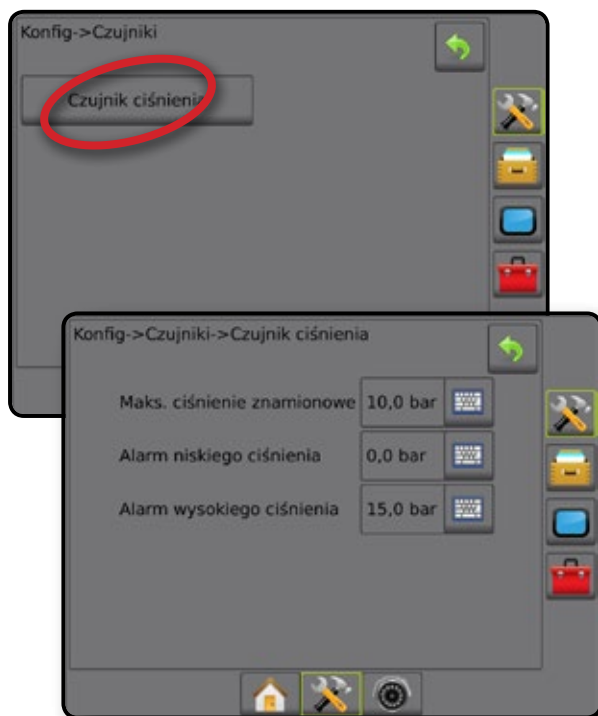 Konfig->Czujniki
Czujnik ciśnienia
Konfig->Czujniki->Czujnik ciśnienia
Maks. ciśnienie znamionowe 10,0 bar
Alarm niskiego ciśnienia 0,0 bar
Alarm wysokiego ciśnienia 15,0 bar